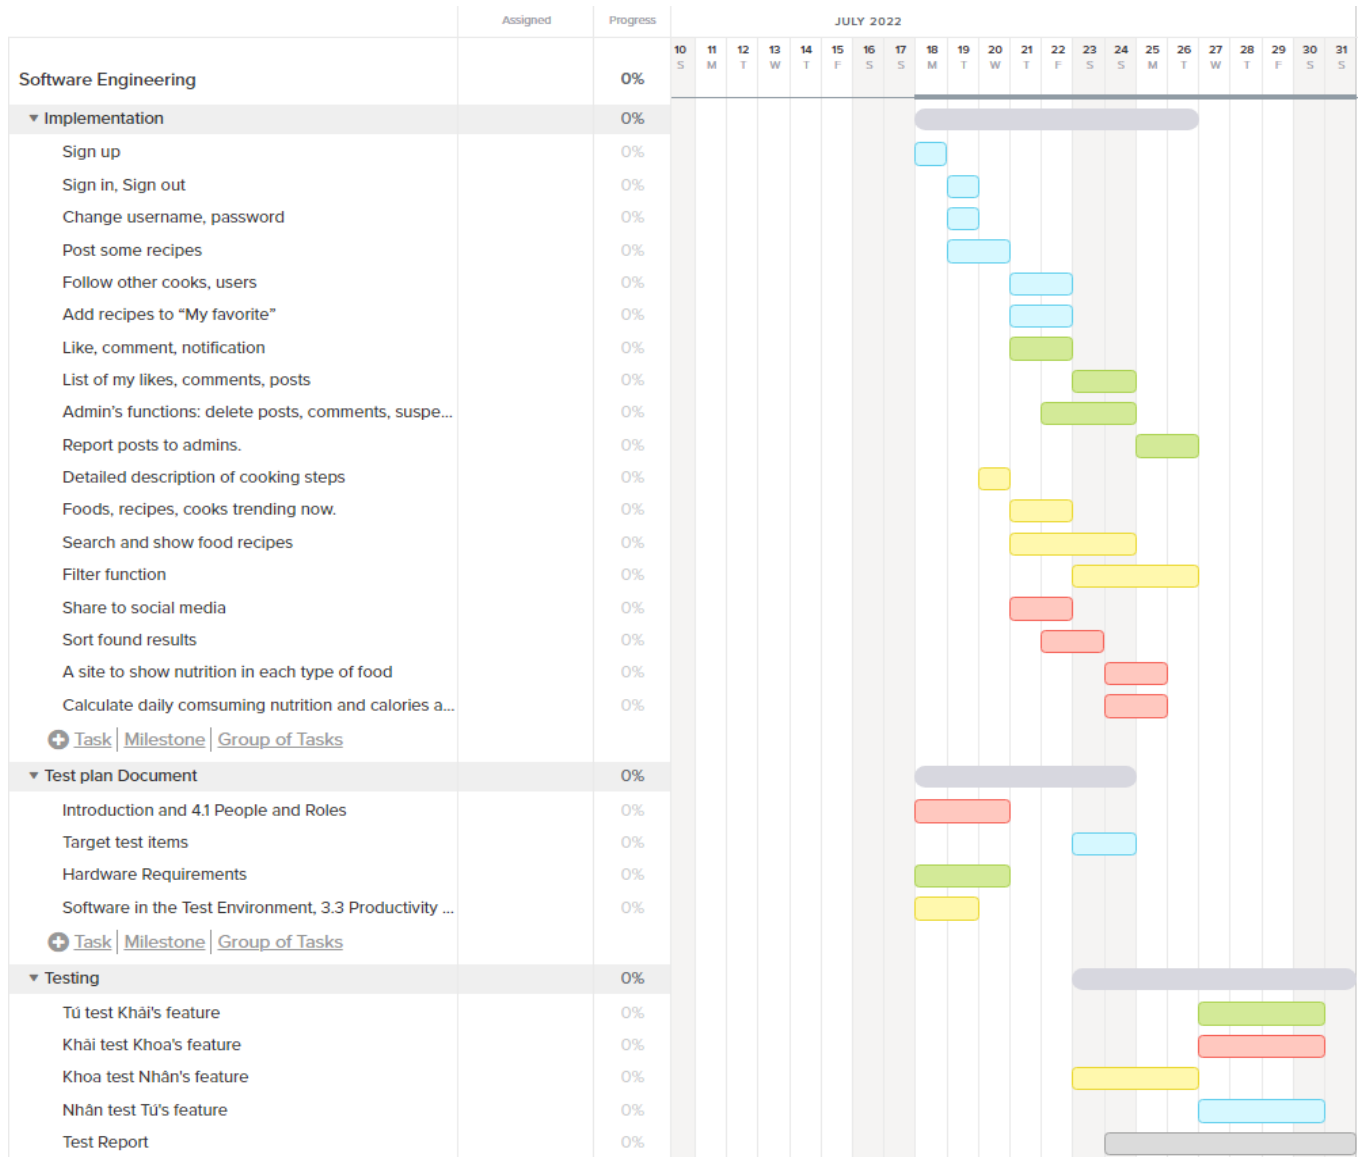 Assigned Progress JULY 2022
10 11 12 13 14 15 16 17 18 19 20 21 22 23 24 25 26 27 28 29 30 31
S M T W T F S S M T W T F S S M T W T F S S
Software Engineering 0%
Implementation 0%
Sign up 0%
Sign in, Sign out 0%
Change username, password 0%
Post some recipes 0%
Follow other cooks, users 0%
Add recipes to “My favorite” 0%
Like, comment, notification 0%
List of my likes, comments, posts 0%
Admin’s functions: delete posts, comments, suspe... 0%
Report posts to admins. 0%
Detailed description of cooking steps 0%
Foods, recipes, cooks trending now. 0%
Search and show food recipes 0%
Filter function 0%
Share to social media 0%
Sort found results 0%
A site to show nutrition in each type of food 0%
Calculate daily comsuming nutrition and calories a... 0%
Task | Milestone | Group of Tasks
Test plan Document 0%
Introduction and 4.1 People and Roles 0%
Target test items 0%
Hardware Requirements 0%
Software in the Test Environment, 3.3 Productivity ... 0%
Task | Milestone | Group of Tasks
Testing 0%
Tú test Khải's feature 0%
Khải test Khoa's feature 0%
Khoa test Nhân's feature 0%
Nhân test Tú's feature 0%
Test Report 0%